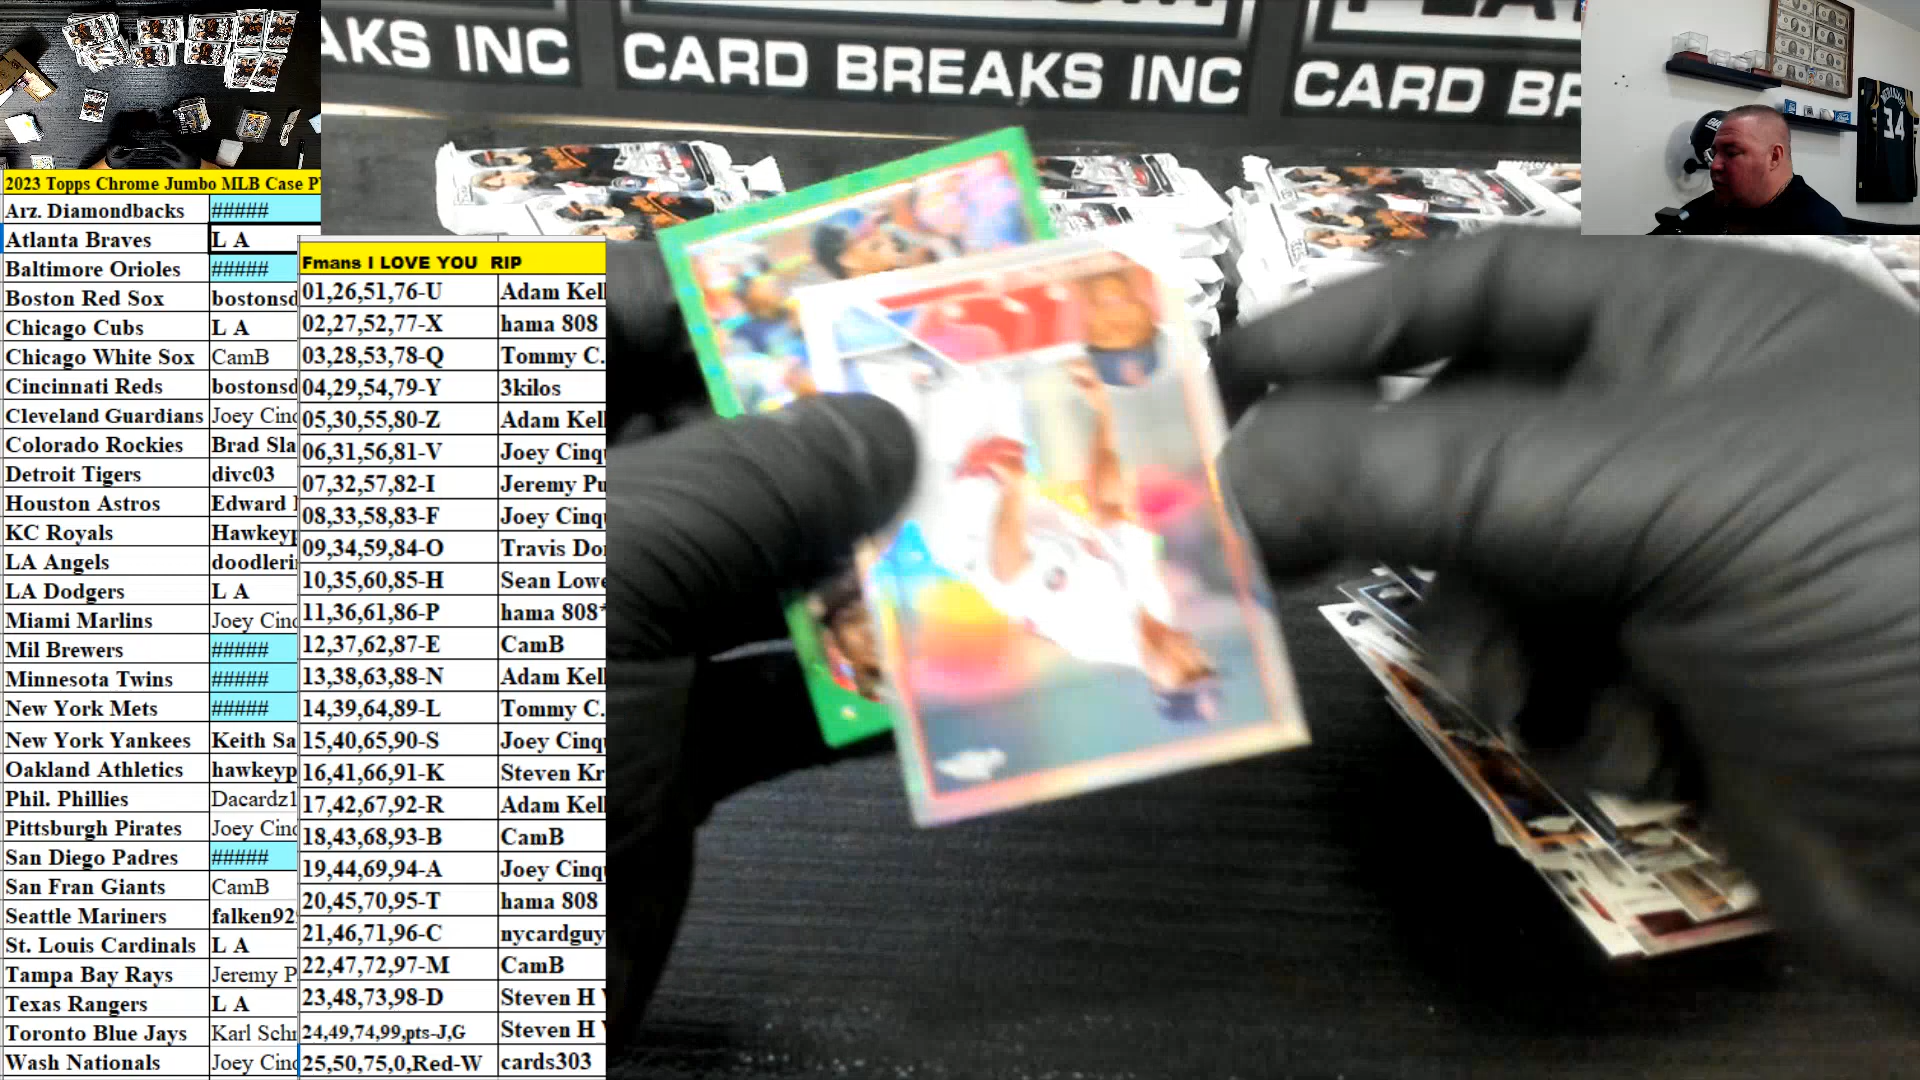 AKS INC
CARD BREAKS INC
CARD BR
34
2023 Topps Chrome Jumbo MLB Case P
Arz. Diamondbacks #####
Atlanta Braves L A
Baltimore Orioles #####
Boston Red Sox bostonsd
Chicago Cubs L A
Chicago White Sox CamB
Cincinnati Reds bostonsd
Cleveland Guardians Joey Cinq
Colorado Rockies Brad Sla
Detroit Tigers divc03
Houston Astros Edward
KC Royals Hawkeyp
LA Angels doodleri
LA Dodgers L A
Miami Marlins Joey Cinq
Mil Brewers #####
Minnesota Twins #####
New York Mets #####
New York Yankees Keith Sa
Oakland Athletics hawkeyp
Phil. Phillies Dacardz1
Pittsburgh Pirates Joey Cinq
San Diego Padres #####
San Fran Giants CamB
Seattle Mariners falken92
St. Louis Cardinals L A
Tampa Bay Rays Jeremy P
Texas Rangers L A
Toronto Blue Jays Karl Schr
Wash Nationals Joey Cinq
Fmans I LOVE YOU RIP
01,26,51,76-U Adam Kell
02,27,52,77-X hama 808
03,28,53,78-Q Tommy C.
04,29,54,79-Y 3kilos
05,30,55,80-Z Adam Kell
06,31,56,81-V Joey Cinq
07,32,57,82-I Jeremy Pu
08,33,58,83-F Joey Cinq
09,34,59,84-O Travis Do
10,35,60,85-H Sean Lowe
11,36,61,86-P hama 808*
12,37,62,87-E CamB
13,38,63,88-N Adam Kell
14,39,64,89-L Tommy C.
15,40,65,90-S Joey Cinq
16,41,66,91-K Steven Kr
17,42,67,92-R Adam Kell
18,43,68,93-B CamB
19,44,69,94-A Joey Cinq
20,45,70,95-T hama 808
21,46,71,96-C nycardguy
22,47,72,97-M CamB
23,48,73,98-D Steven H
24,49,74,99,pts-J,G Steven H
25,50,75,0,Red-W cards303